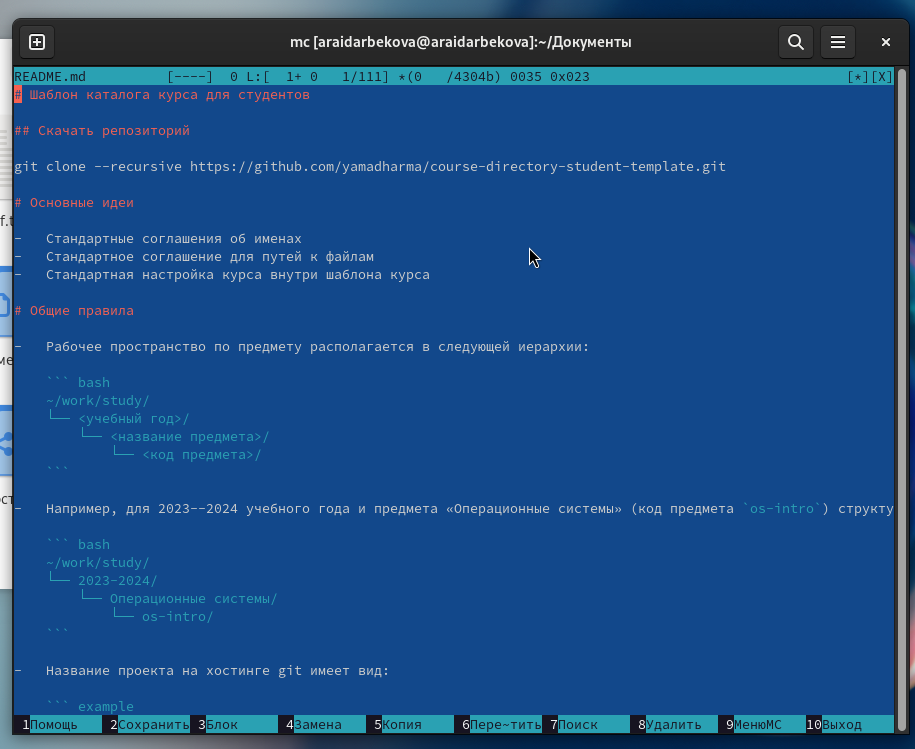 mc [araidarbekova@araidarbekova]:~/Документы
README.md          [----]  0 L:[  1+ 0   1/111] *(0   /4304b) 0035 0x023                                [*][X]
# Шаблон каталога курса для студентов
## Скачать репозиторий
git clone --recursive https://github.com/yamadharma/course-directory-student-template.git
# Основные идеи
-   Стандартные соглашения об именах
-   Стандартное соглашение для путей к файлам
-   Стандартная настройка курса внутри шаблона курса
# Общие правила
-   Рабочее пространство по предмету располагается в следующей иерархии:
    ``` bash
    ~/work/study/
    └── <учебный год>/
        └── <название предмета>/
            └── <код предмета>/
    ```
-   Например, для 2023--2024 учебного года и предмета «Операционные системы» (код предмета `os-intro`) структу
    ``` bash
    ~/work/study/
    └── 2023-2024/
        └── Операционные системы/
            └── os-intro/
    ```
-   Название проекта на хостинге git имеет вид:
    ``` example
1Помощь 2Сохранить 3Блок 4Замена 5Копия 6Пере~тить 7Поиск 8Удалить 9МенюMC 10Выход